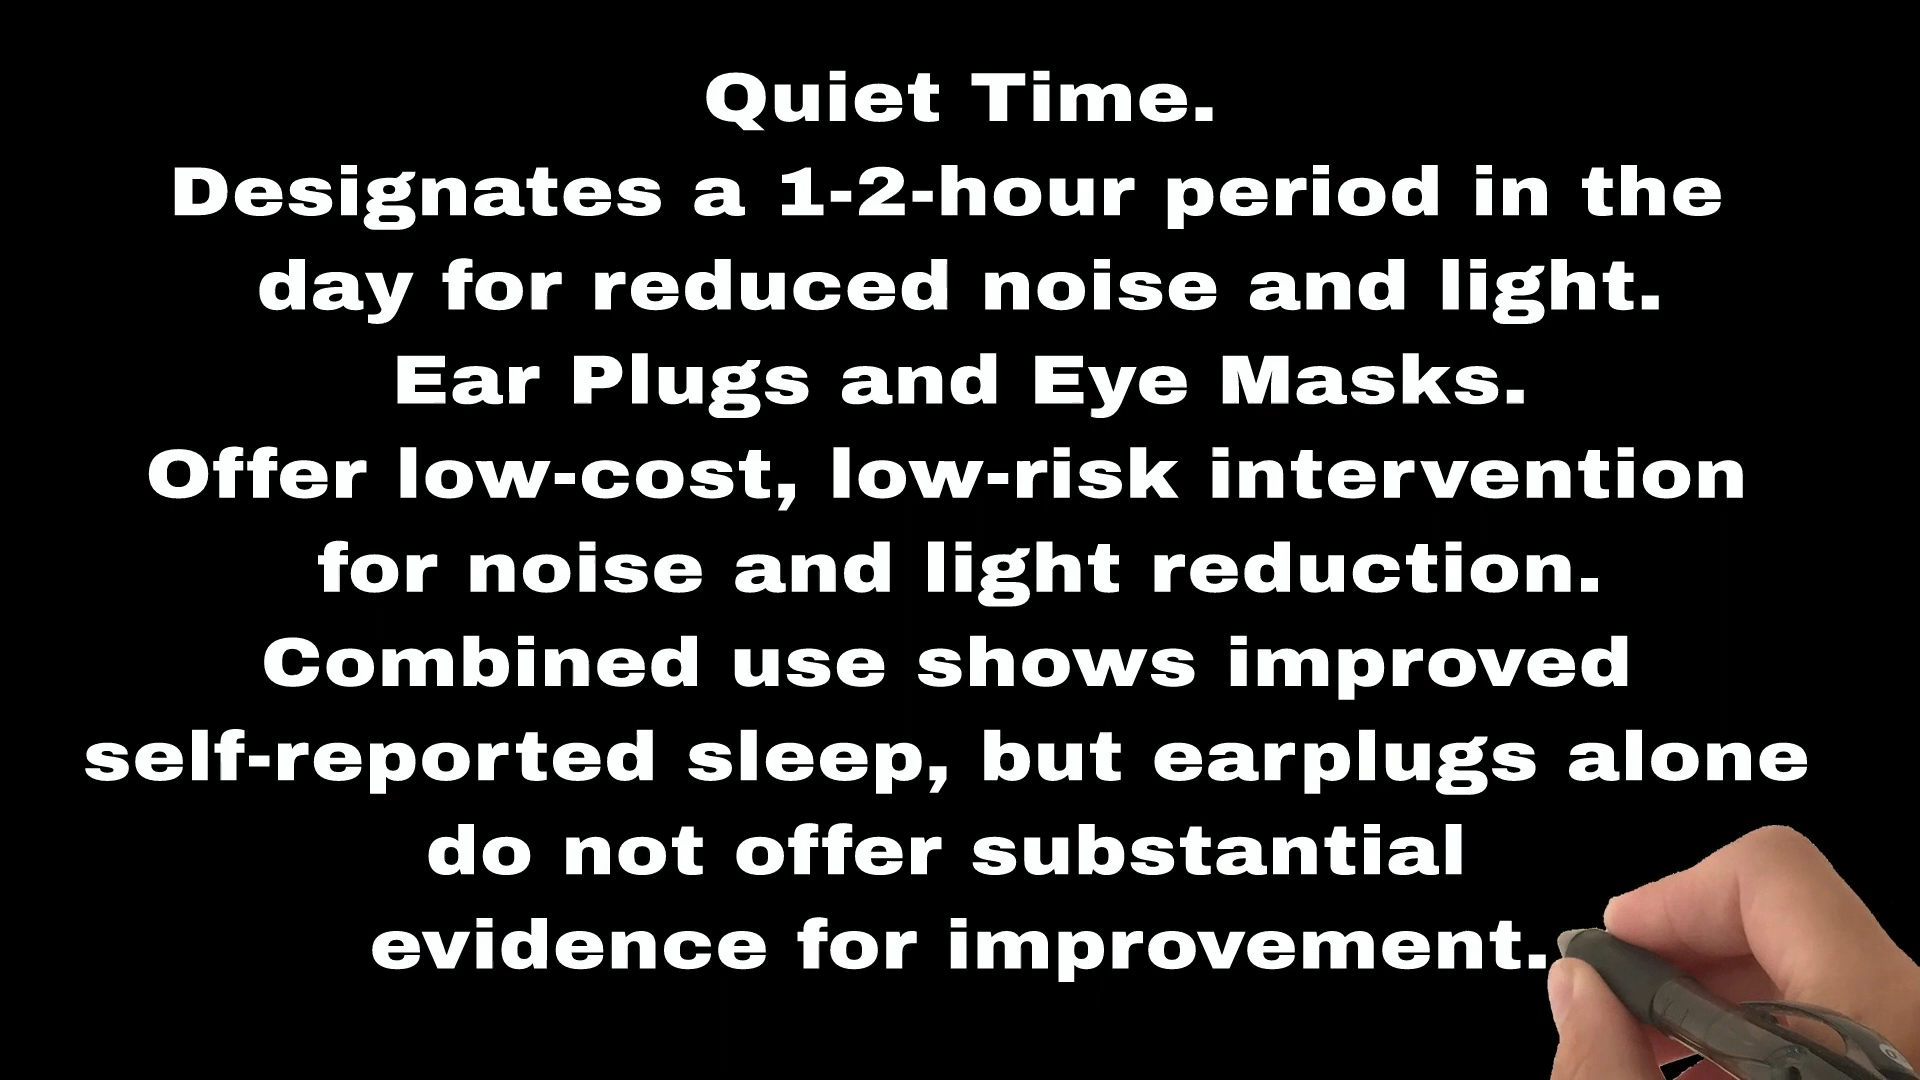 Quiet Time.
Designates a 1-2-hour period in the
day for reduced noise and light.
Ear Plugs and Eye Masks.
Offer low-cost, low-risk intervention
for noise and light reduction.
Combined use shows improved
self-reported sleep, but earplugs alone
do not offer substantial
evidence for improvement.